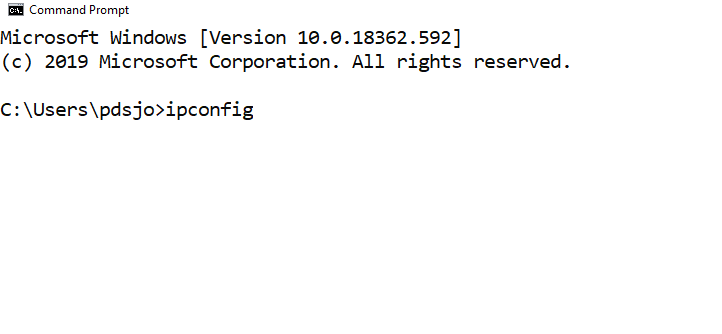 Command Prompt
Microsoft Windows [Version 10.0.18362.592]
(c) 2019 Microsoft Corporation. All rights reserved.
C:\Users\pdsjo>ipconfig